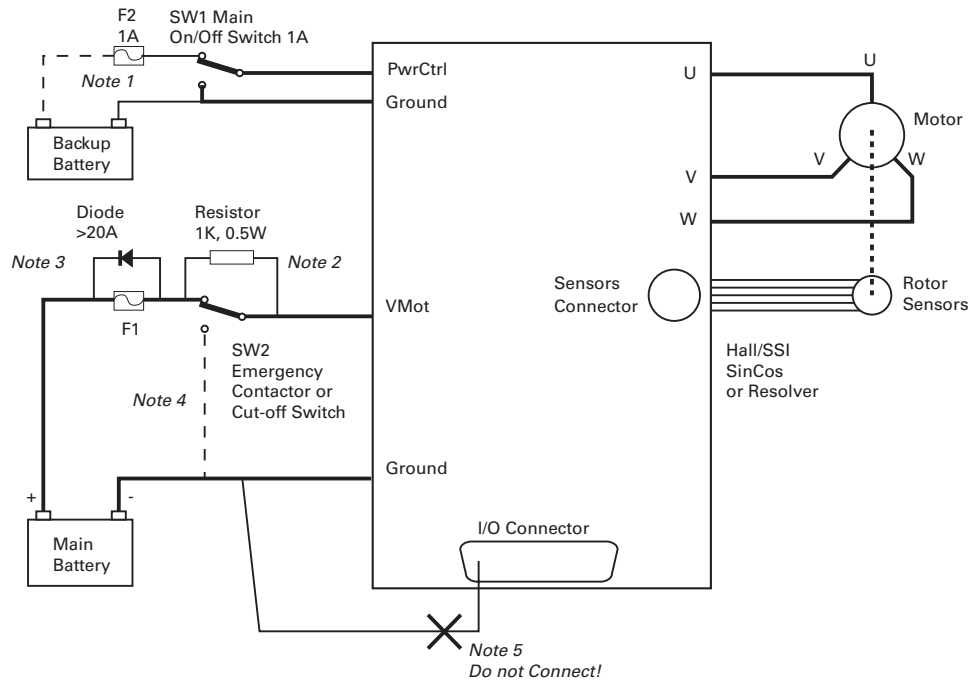 F2
1A
SW1 Main
On/Off Switch 1A
Note 1
Backup
Battery
PwrCtrl
Ground
U
U
Motor
V
W
V
W
Diode
>20A
Resistor
1K, 0.5W
Note 3
Note 2
F1
VMot
SW2
Emergency
Contactor or
Cut-off Switch
Note 4
Sensors
Connector
Rotor
Sensors
Hall/SSI
SinCos
or Resolver
Ground
+
-
Main
Battery
I/O Connector
Note 5
Do not Connect!